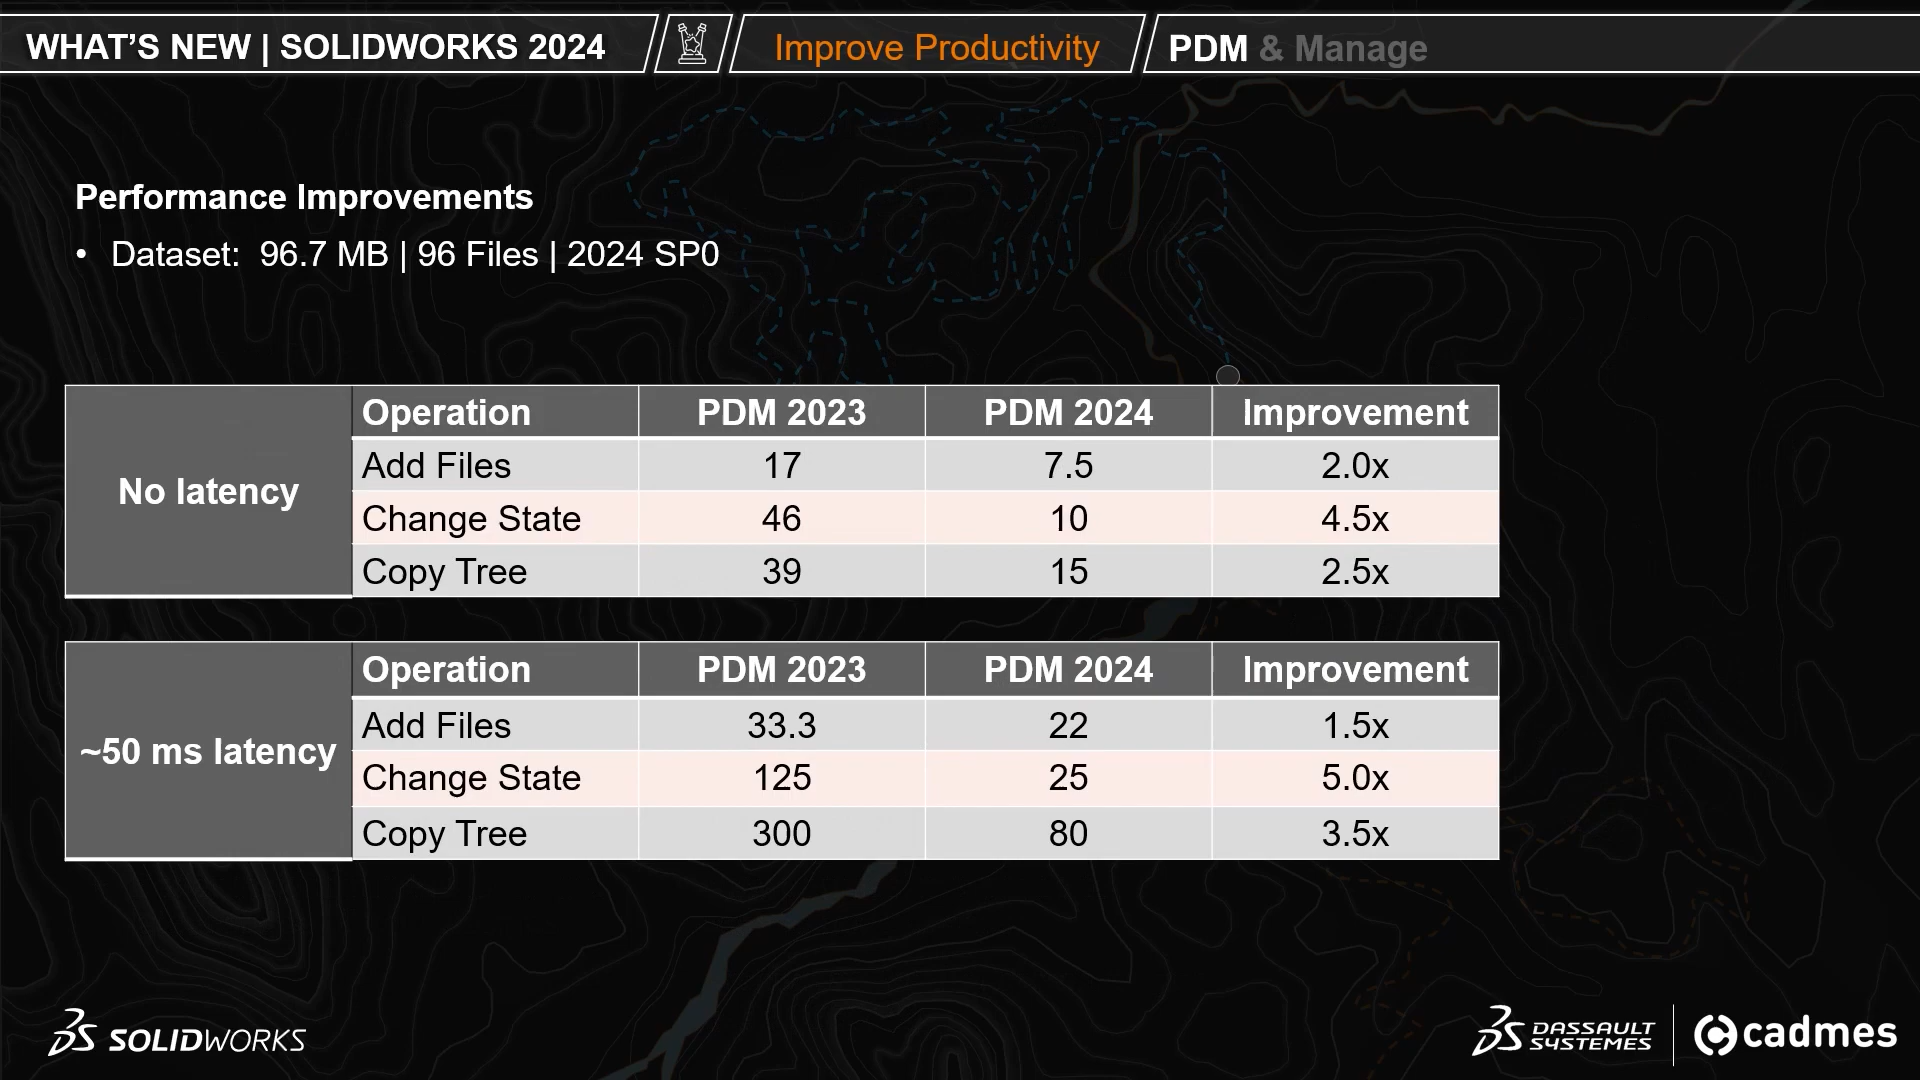 WHAT’S NEW | SOLIDWORKS 2024
Improve Productivity
PDM & Manage
Performance Improvements
• Dataset: 96.7 MB | 96 Files | 2024 SP0
No latency
Operation PDM 2023 PDM 2024 Improvement
Add Files 17 7.5 2.0x
Change State 46 10 4.5x
Copy Tree 39 15 2.5x
~50 ms latency
Operation PDM 2023 PDM 2024 Improvement
Add Files 33.3 22 1.5x
Change State 125 25 5.0x
Copy Tree 300 80 3.5x
SOLIDWORKS
DASSAULT
SYSTEMES
cadmes